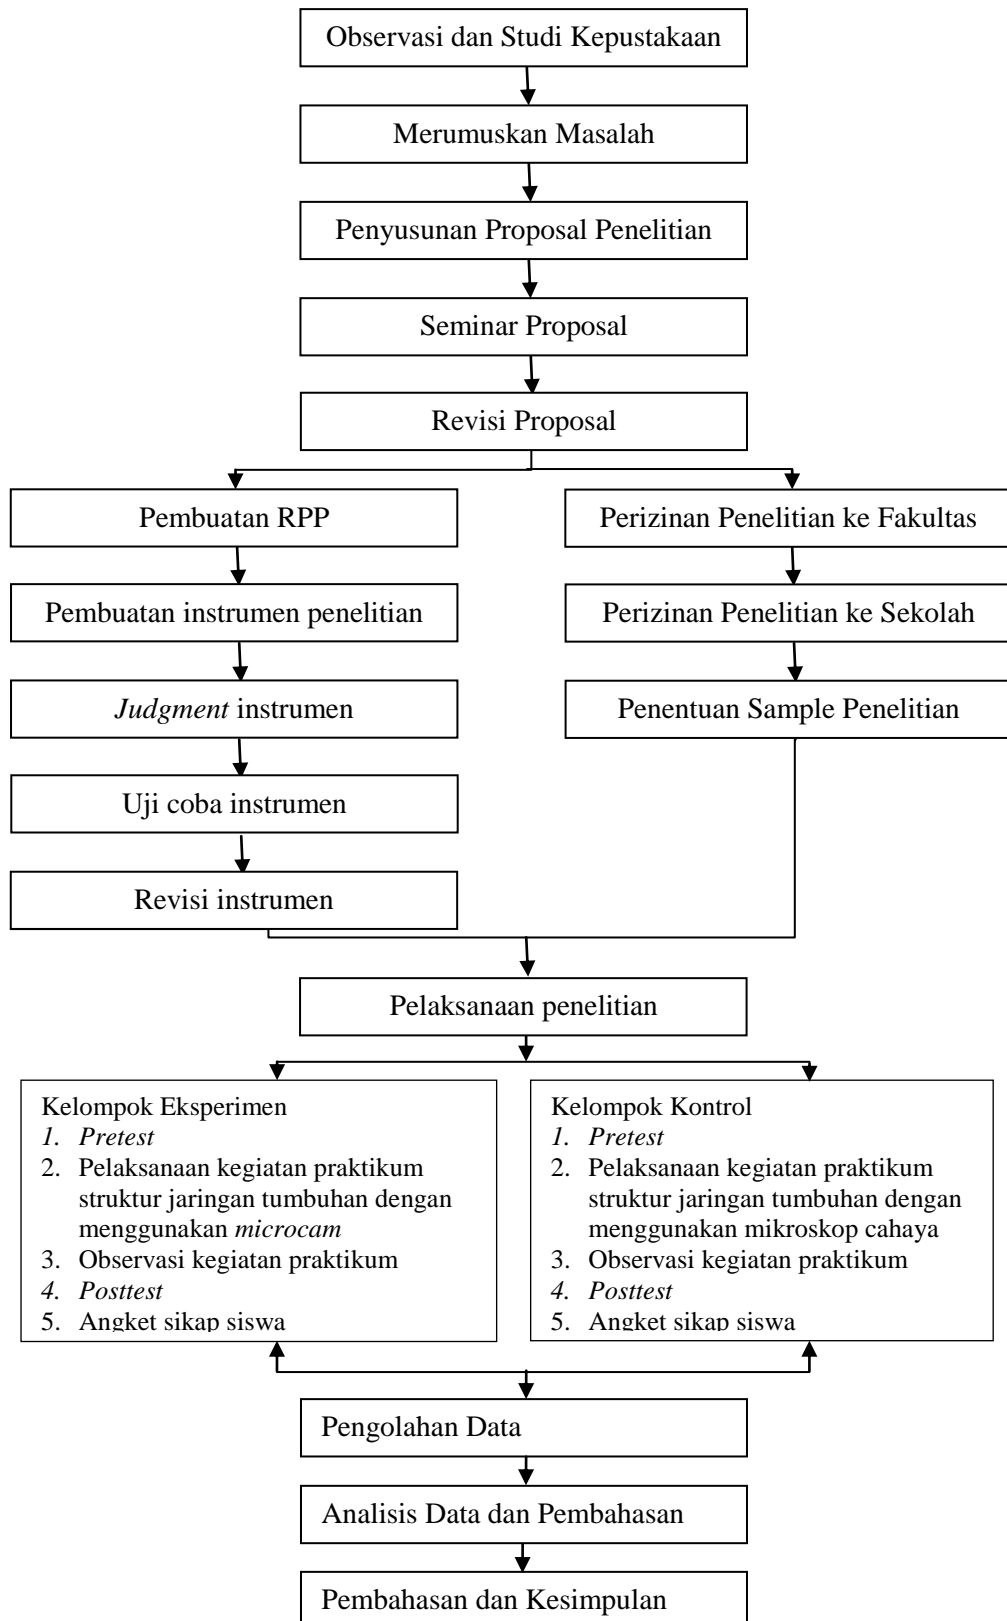 Observasi dan Studi Kepustakaan
Merumuskan Masalah
Penyusunan Proposal Penelitian
Seminar Proposal
Revisi Proposal
Pembuatan RPP
Perizinan Penelitian ke Fakultas
Pembuatan instrumen penelitian
Perizinan Penelitian ke Sekolah
Judgment instrumen
Penentuan Sample Penelitian
Uji coba instrumen
Revisi instrumen
Pelaksanaan penelitian
Kelompok Eksperimen
1. Pretest
2. Pelaksanaan kegiatan praktikum
struktur jaringan tumbuhan dengan
menggunakan microcam
3. Observasi kegiatan praktikum
4. Posttest
5. Angket sikap siswa
Kelompok Kontrol
1. Pretest
2. Pelaksanaan kegiatan praktikum
struktur jaringan tumbuhan dengan
menggunakan mikroskop cahaya
3. Observasi kegiatan praktikum
4. Posttest
5. Angket sikap siswa
Pengolahan Data
Analisis Data dan Pembahasan
Pembahasan dan Kesimpulan